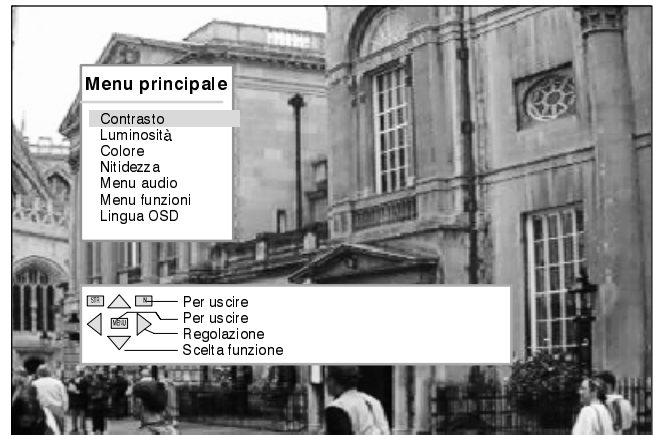 Menu principale
Contrasto
Luminosità
Colore
Nitidezza
Menu audio
Menu funzioni
Lingua OSD
Per uscire
MENU
Per uscire
Regolazione
Scelta funzione